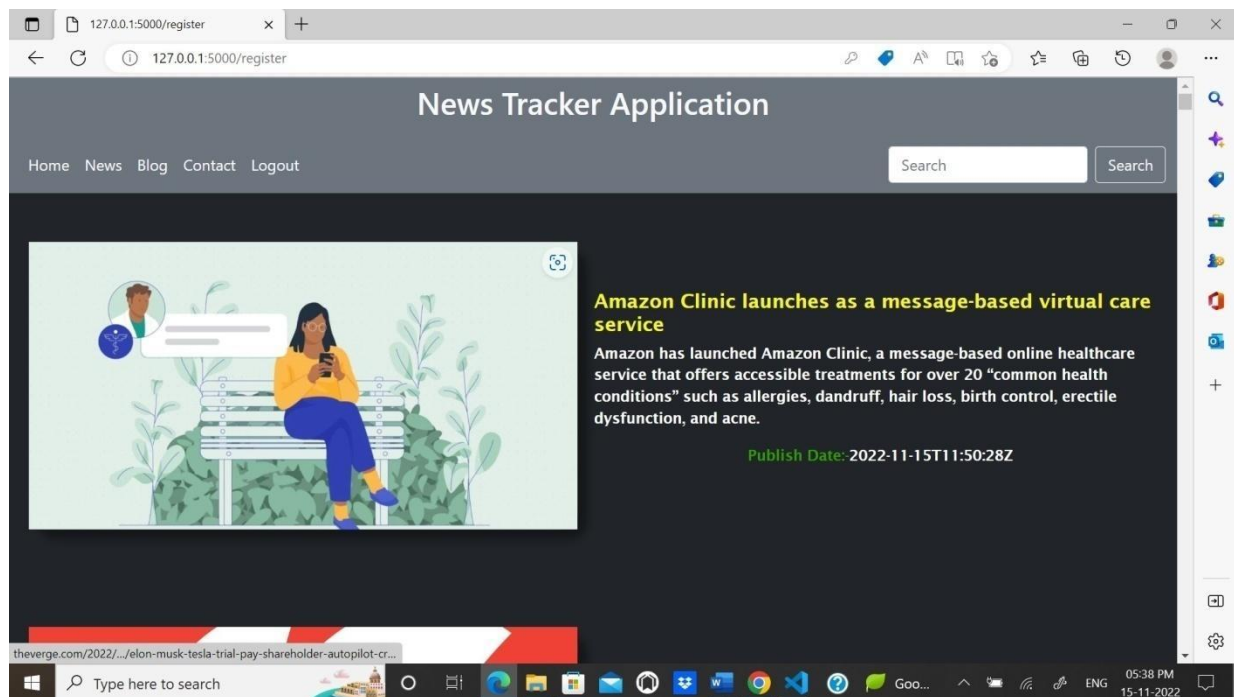 127.0.0.1:5000/register
127.0.0.1:5000/register
News Tracker Application
Home News Blog Contact Logout
Search Search
Amazon Clinic launches as a message-based virtual care
service
Amazon has launched Amazon Clinic, a message-based online healthcare
service that offers accessible treatments for over 20 “common health
conditions” such as allergies, dandruff, hair loss, birth control, erectile
dysfunction, and acne.
Publish Date:-2022-11-15T11:50:28Z
theverge.com/2022/.../elon-musk-tesla-trial-pay-shareholder-autopilot-cr...
Type here to search
Goo...
ENG
05:38 PM
15-11-2022